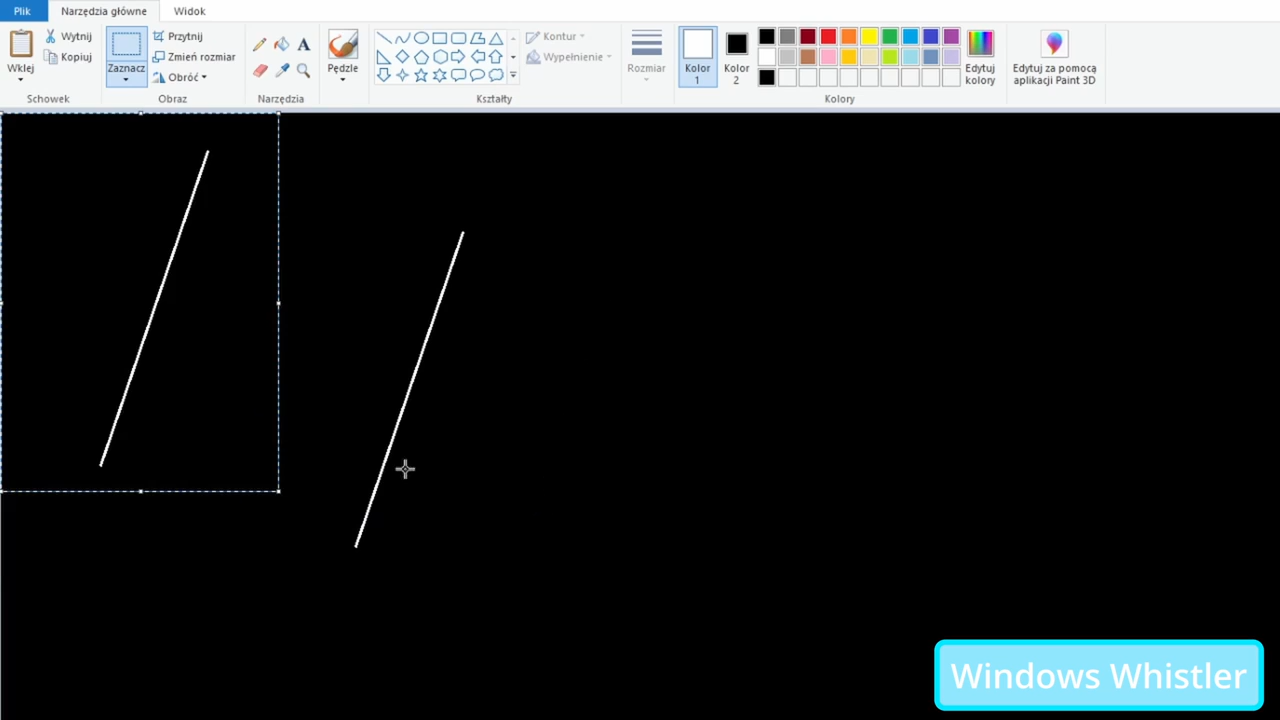 Plik Narzędzia główne Widok
Wklej
Wytnij
Kopiuj
Schowek
Zaznacz
Przytnij
Zmień rozmiar
Obróć
Obraz
A
Narzędzia
Pędzle
Kształty
Kontur
Wypełnienie
Rozmiar
Kolor
1
Kolor
2
Kolory
Edytuj
kolory
Edytuj za pomocą
aplikacji Paint 3D
Windows Whistler